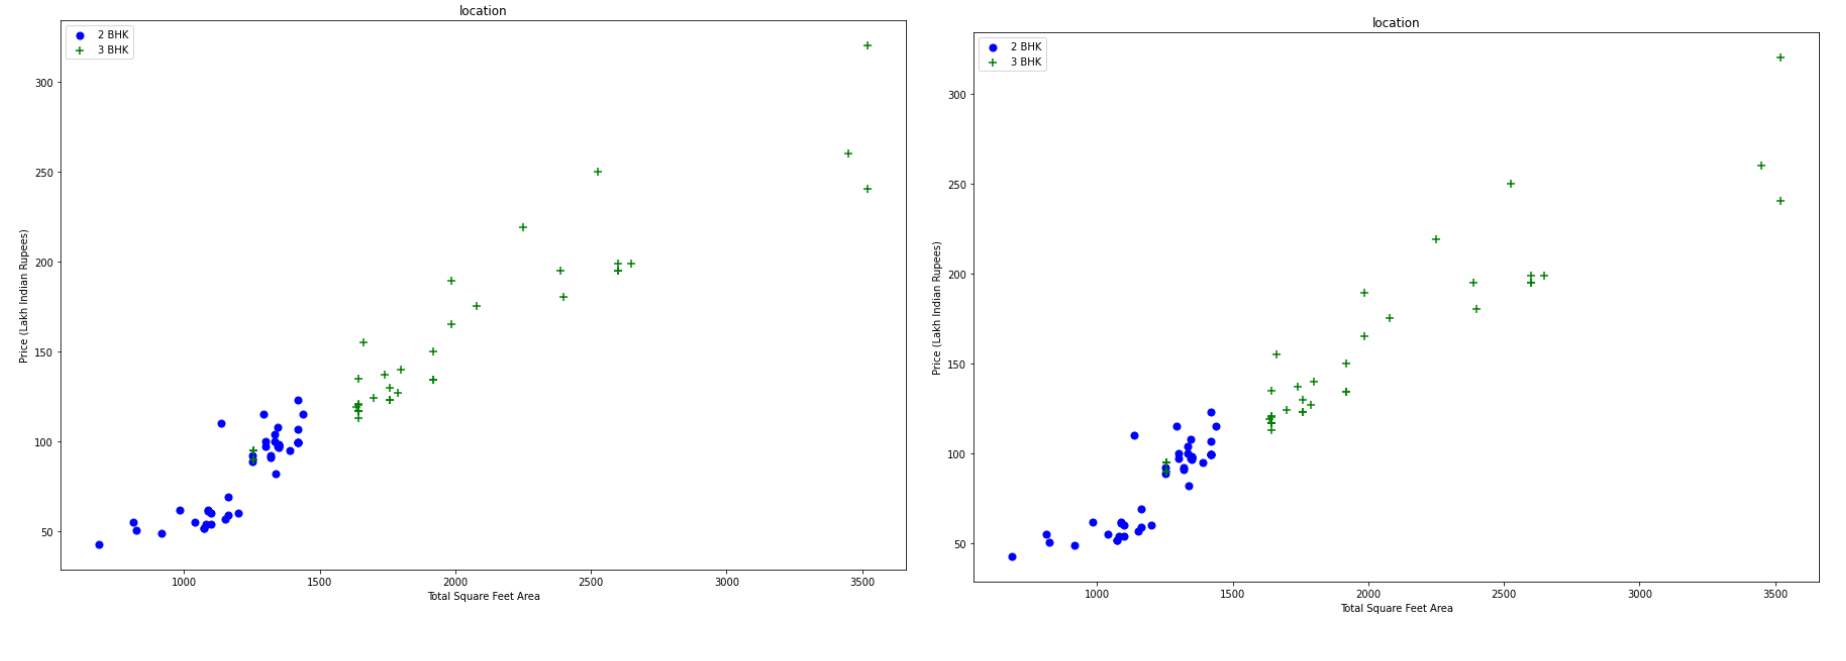 location
2 BHK
3 BHK
300
250
200
150
100
50
Price (Lakh Indian Rupees)
1000 1500 2000 2500 3000 3500
Total Square Feet Area
location
2 BHK
3 BHK
300
250
200
150
100
50
Price (Lakh Indian Rupees)
1000 1500 2000 2500 3000 3500
Total Square Feet Area